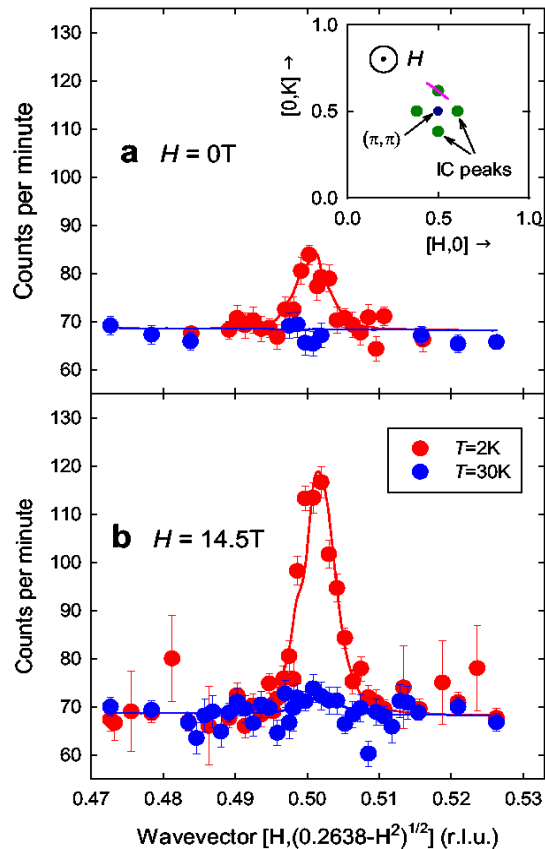 130
120
110
100
90
80
70
60
Counts per minute
a H = 0T
1.0
0.5
0.0
[0,K] →
H
(π,π)
IC peaks
0.0 0.5 1.0
[H,0] →
130
120
110
100
90
80
70
60
Counts per minute
b H = 14.5T
T=2K
T=30K
0.47 0.48 0.49 0.50 0.51 0.52 0.53
Wavevector [H,(0.2638-H²)¹/²] (r.l.u.)